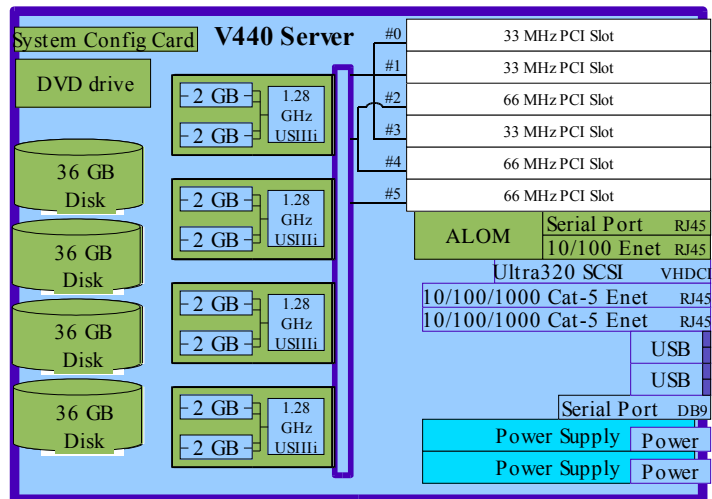 System Config Card
V440 Server
DVD drive
36 GB
Disk
36 GB
Disk
36 GB
Disk
36 GB
Disk
2 GB
2 GB
1.28
GHz
USIIIi
2 GB
2 GB
1.28
GHz
USIIIi
2 GB
2 GB
1.28
GHz
USIIIi
2 GB
2 GB
1.28
GHz
USIIIi
#0 33 MHz PCI Slot
#1 33 MHz PCI Slot
#2 66 MHz PCI Slot
#3 33 MHz PCI Slot
#4 66 MHz PCI Slot
#5 66 MHz PCI Slot
ALOM
Serial Port RJ45
10/100 Enet RJ45
Ultra320 SCSI VHDCI
10/100/1000 Cat-5 Enet RJ45
10/100/1000 Cat-5 Enet RJ45
USB
USB
Serial Port DB9
Power Supply Power
Power Supply Power